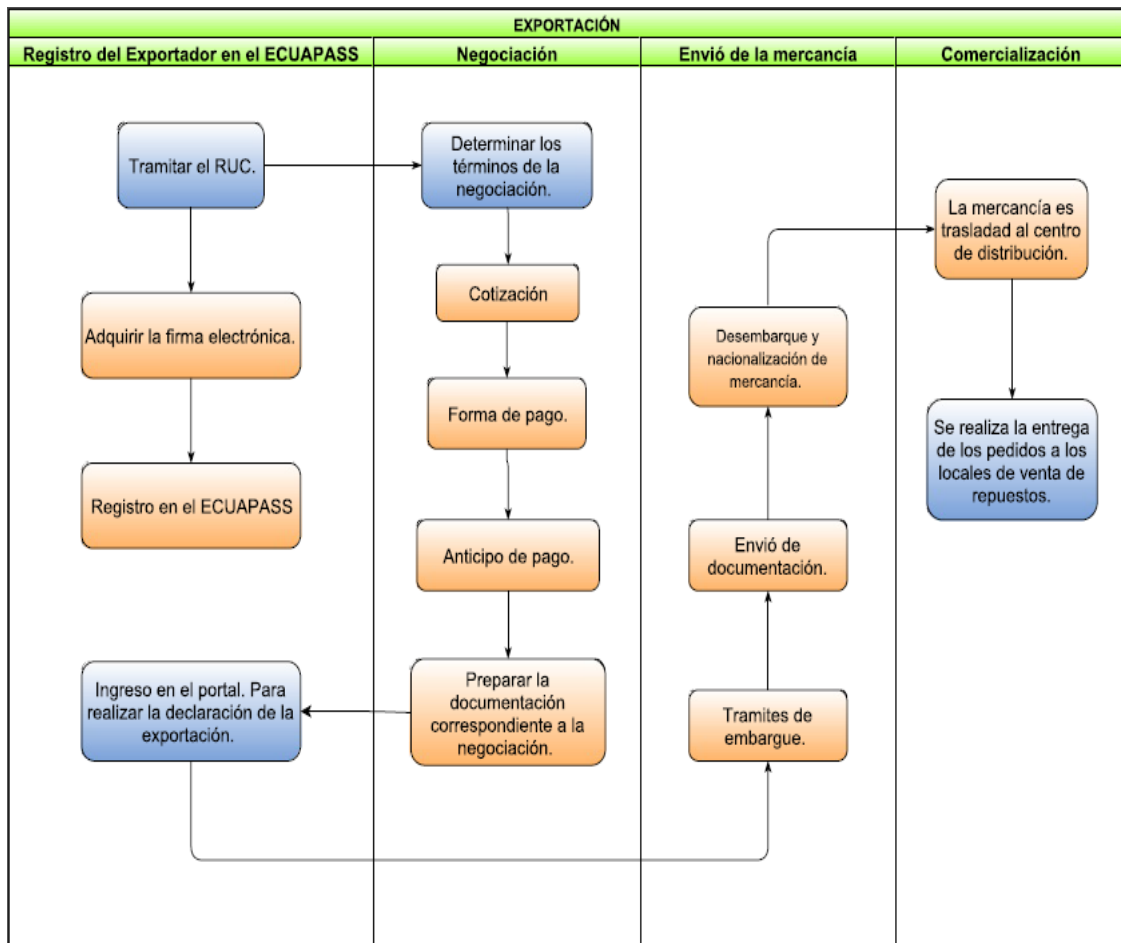 EXPORTACIÓN
Registro del Exportador en el ECUAPASS
Negociación
Envió de la mercancía
Comercialización
Tramitar el RUC.
Adquirir la firma electrónica.
Registro en el ECUAPASS
Ingreso en el portal. Para
realizar la declaración de la
exportación.
Determinar los
términos de la
negociación.
Cotización
Forma de pago.
Anticipo de pago.
Preparar la
documentación
correspondiente a la
negociación.
Desembarque y
nacionalización de
mercancía.
Envió de
documentación.
Tramites de
embargue.
La mercancía es
trasladad al centro
de distribución.
Se realiza la entrega
de los pedidos a los
locales de venta de
repuestos.